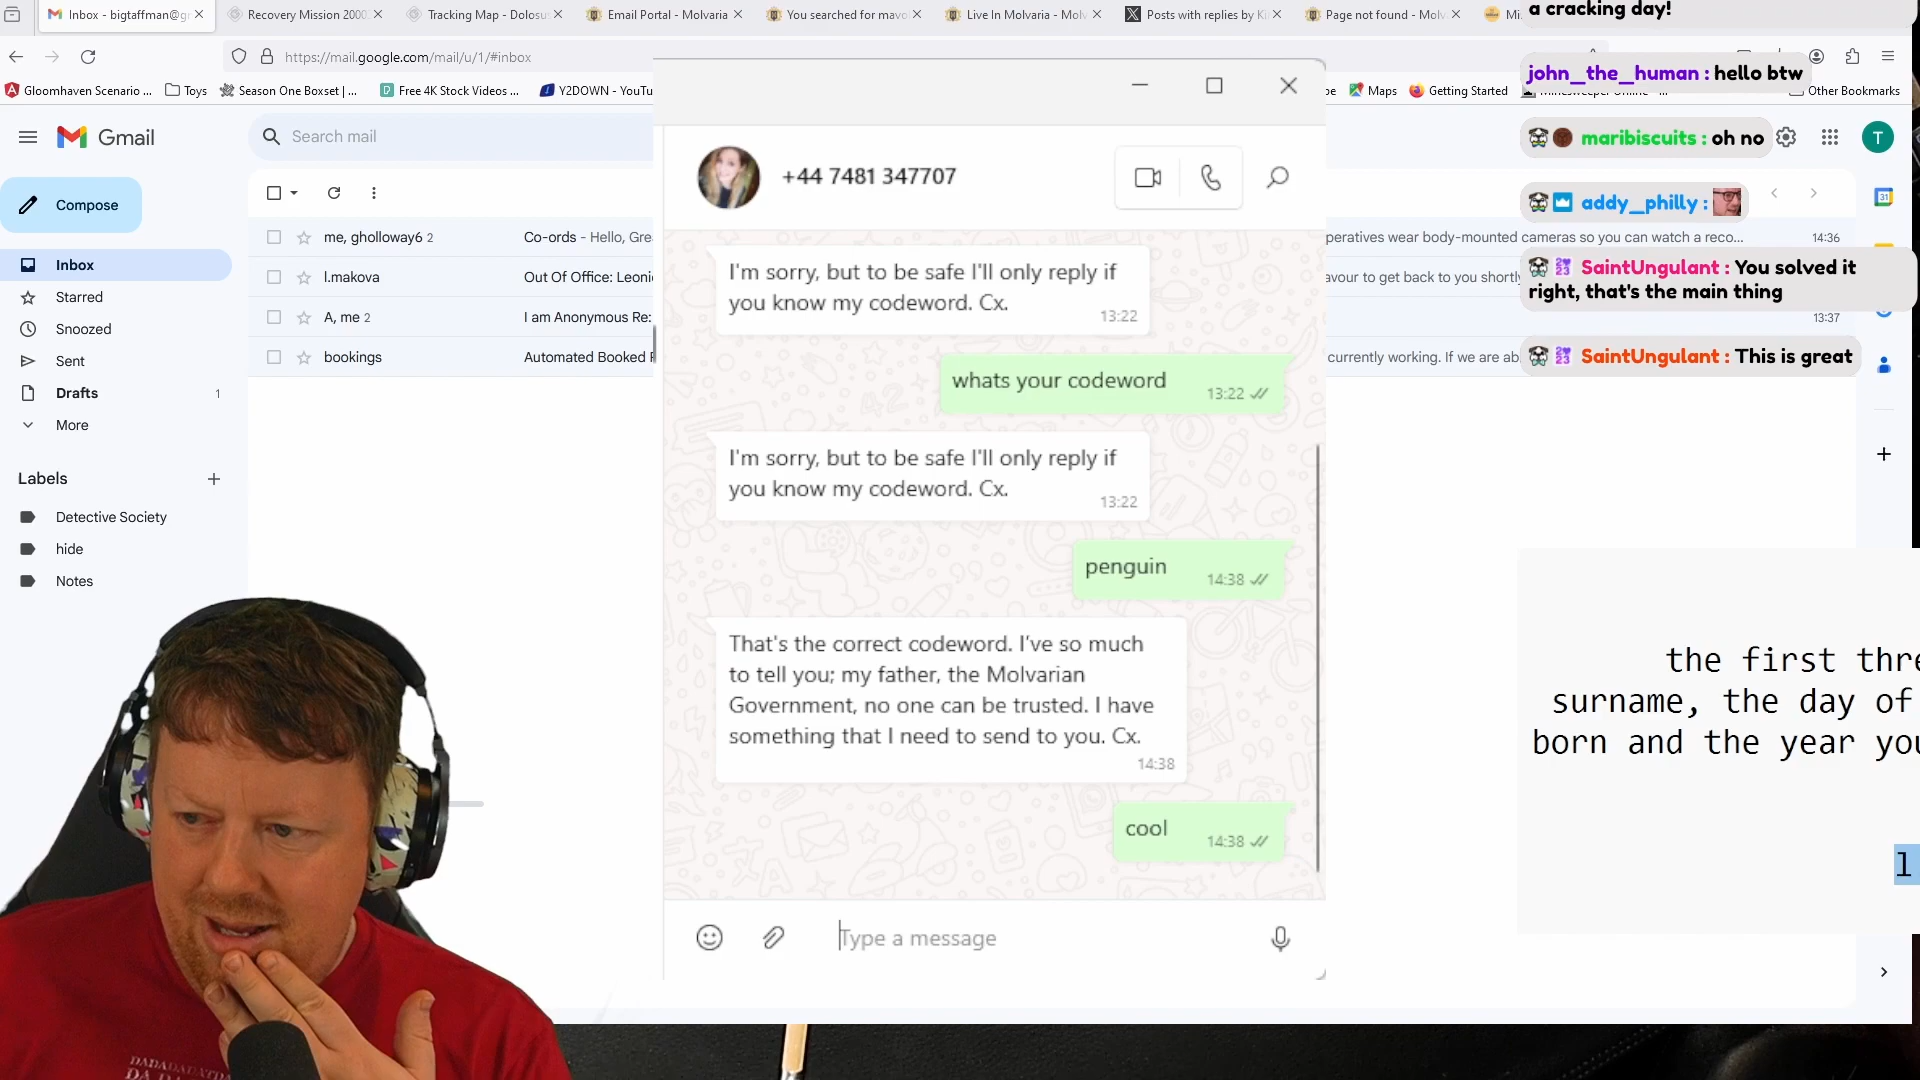 Inbox - bigtaffman@g
Recovery Mission 2000
Tracking Map - Dolosu
Email Portal - Molvaria
You searched for mavo
Live In Molvaria - Mol
Posts with replies by Ki
Page not found - Mol
Mi
https://mail.google.com/mail/u/1/#inbox
Gloomhaven Scenario ...
Toys
Season One Boxset | ...
Free 4K Stock Videos ...
Y2DOWN - YouTu
Maps
Getting Started
Other Bookmarks
a cracking day!
john_the_human : hello btw
maribiscuits : oh no
addy_philly :
SaintUngulant : You solved it
right, that's the main thing
SaintUngulant : This is great
Gmail
Search mail
T
Compose
Inbox
Starred
Snoozed
Sent
Drafts 1
More
Labels
Detective Society
hide
Notes
me, gholloway6 2 Co-ords - Hello, Gre
peratives wear body-mounted cameras so you can watch a reco... 14:36
l.makova Out Of Office: Leoni
avour to get back to you shortly
A, me 2 I am Anonymous Re:
13:37
bookings Automated Booked
currently working. If we are ab
31
+44 7481 347707
I'm sorry, but to be safe I'll only reply if
you know my codeword. Cx.
13:22
whats your codeword
13:22
I'm sorry, but to be safe I'll only reply if
you know my codeword. Cx.
13:22
penguin
14:38
That's the correct codeword. I've so much
to tell you; my father, the Molvarian
Government, no one can be trusted. I have
something that I need to send to you. Cx.
14:38
cool
14:38
Type a message
the first thre
surname, the day of
born and the year you
l